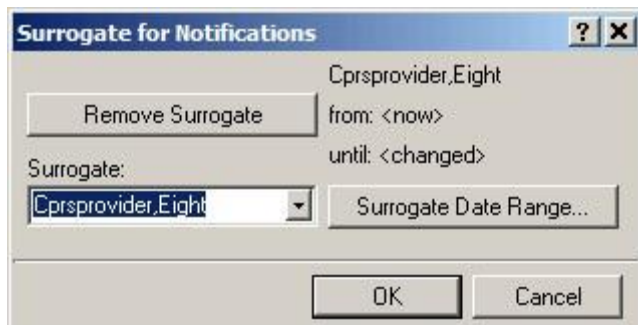 Surrogate for Notifications
Cprsprovider,Eight
Remove Surrogate
from: <now>
until: <changed>
Surrogate:
Cprsprovider,Eight
Surrogate Date Range...
OK
Cancel